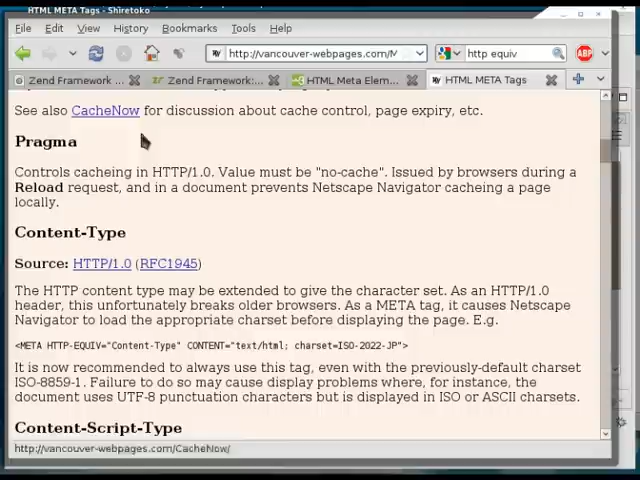 HTML META Tags - Shiretoko
File Edit View History Bookmarks Tools Help
http://vancouver-webpages.com/M
http equiv
ABP
Zend Framework ...
Zend Framework:...
HTML Meta Elem...
HTML META Tags
See also CacheNow for discussion about cache control, page expiry, etc.
Pragma
Controls cacheing in HTTP/1.0. Value must be "no-cache". Issued by browsers during a
Reload request, and in a document prevents Netscape Navigator cacheing a page
locally.
Content-Type
Source: HTTP/1.0 (RFC1945)
The HTTP content type may be extended to give the character set. As an HTTP/1.0
header, this unfortunately breaks older browsers. As a META tag, it causes Netscape
Navigator to load the appropriate charset before displaying the page. E.g.
<META HTTP-EQUIV="Content-Type" CONTENT="text/html; charset=ISO-2022-JP">
It is now recommended to always use this tag, even with the previously-default charset
ISO-8859-1. Failure to do so may cause display problems where, for instance, the
document uses UTF-8 punctuation characters but is displayed in ISO or ASCII charsets.
Content-Script-Type
http://vancouver-webpages.com/CacheNow/